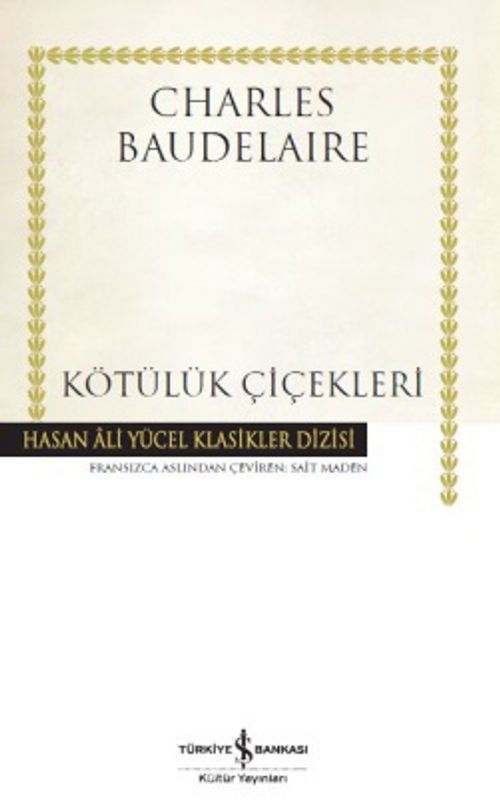 CHARLES
BAUDELAIRE
KÖTÜLÜK ÇİÇEKLERİ
HASAN ÂLİ YÜCEL KLASİKLER DİZİSİ
FRANSIZCA ASLINDAN ÇEVİREN: SAİT MADEN
TÜRKİYE İŞ BANKASI
Kültür Yayınları